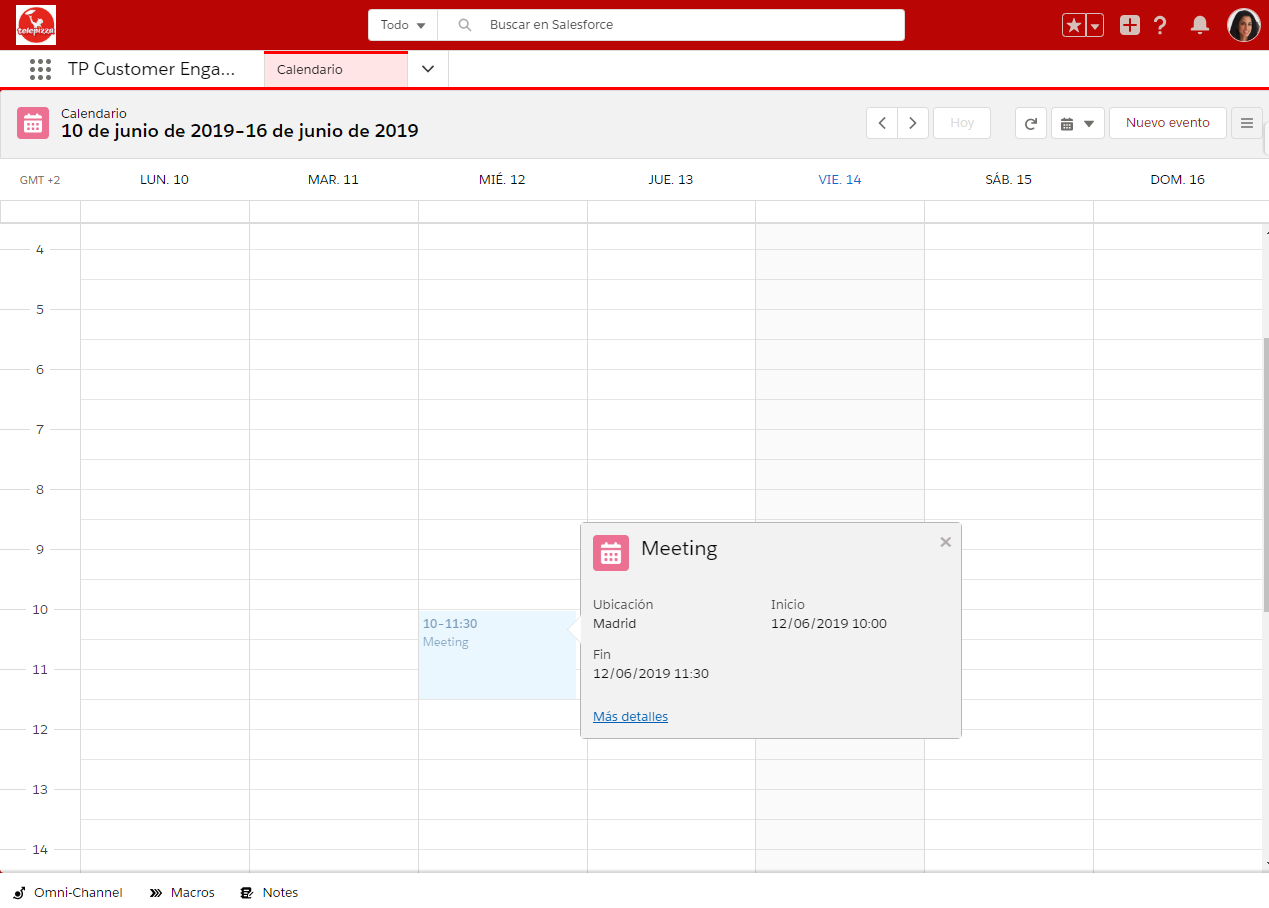 telepizza
Todo
Buscar en Salesforce
TP Customer Enga...
Calendario
Calendario
10 de junio de 2019–16 de junio de 2019
Hoy
Nuevo evento
GMT +2
LUN. 10
MAR. 11
MIÉ. 12
JUE. 13
VIE. 14
SÁB. 15
DOM. 16
4
5
6
7
8
9
10
11
12
13
14
10–11:30
Meeting
Meeting
Ubicación
Madrid
Inicio
12/06/2019 10:00
Fin
12/06/2019 11:30
Más detalles
Omni-Channel
Macros
Notes